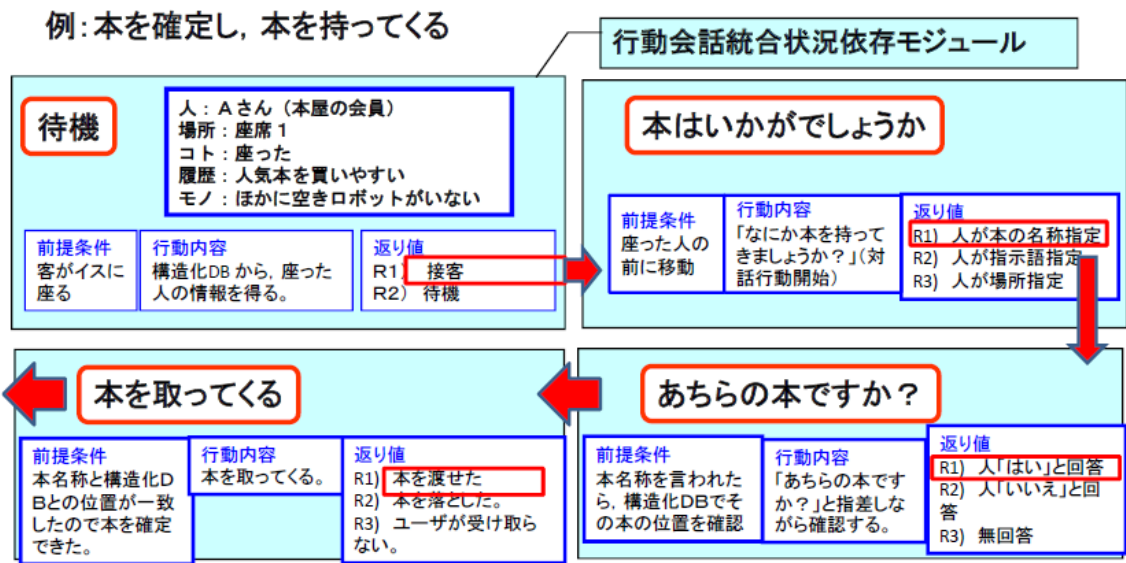 例：本を確定し，本を持ってくる
行動会話統合状況依存モジュール
待機
人：Ａさん（本屋の会員）
場所：座席１
コト：座った
履歴：人気本を買いやすい
モノ：ほかに空きロボットがいない
前提条件
客がイスに
座る
行動内容
構造化DBから，座った
人の情報を得る。
返り値
R1） 接客
R2） 待機
本はいかがでしょうか
前提条件
座った人の
前に移動
行動内容
「なにか本を持って
きましょうか？」（対
話行動開始）
返り値
R1) 人が本の名称指定
R2) 人が指示語指定
R3) 人が場所指定
あちらの本ですか？
前提条件
本名称を言われた
ら，構造化DBでそ
の本の位置を確認
行動内容
「あちらの本です
か？」と指差しな
がら確認する。
返り値
R1) 人「はい」と回答
R2) 人「いいえ」と回
答
R3) 無回答
本を取ってくる
前提条件
本名称と構造化D
Bとの位置が一致
したので本を確定
できた。
行動内容
本を取ってくる。
返り値
R1) 本を渡せた
R2) 本を落とした。
R3) ユーザが受け取ら
ない。